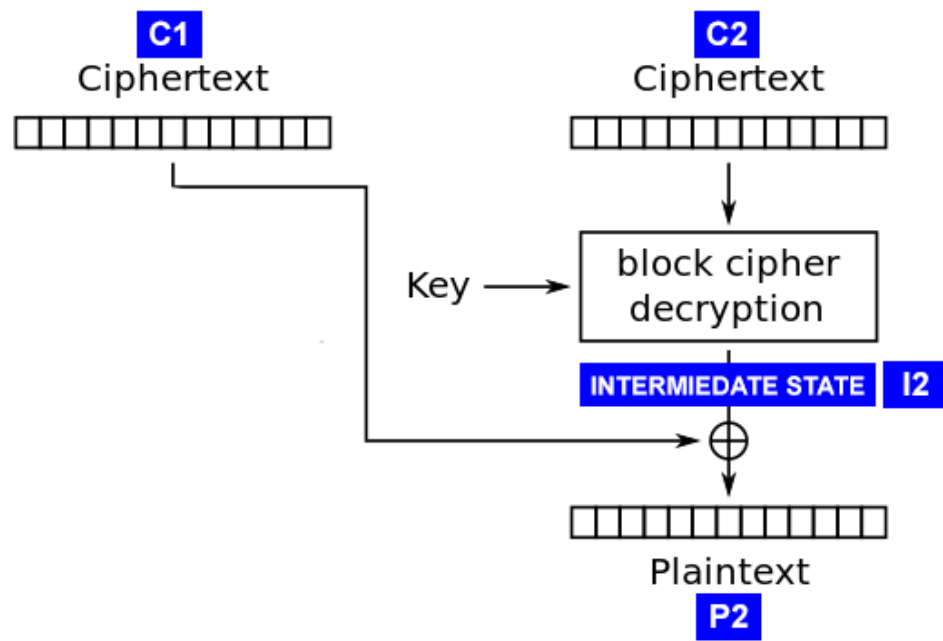 C1
Ciphertext
C2
Ciphertext
Key
block cipher
decryption
INTERMIEDATE STATE
I2
Plaintext
P2